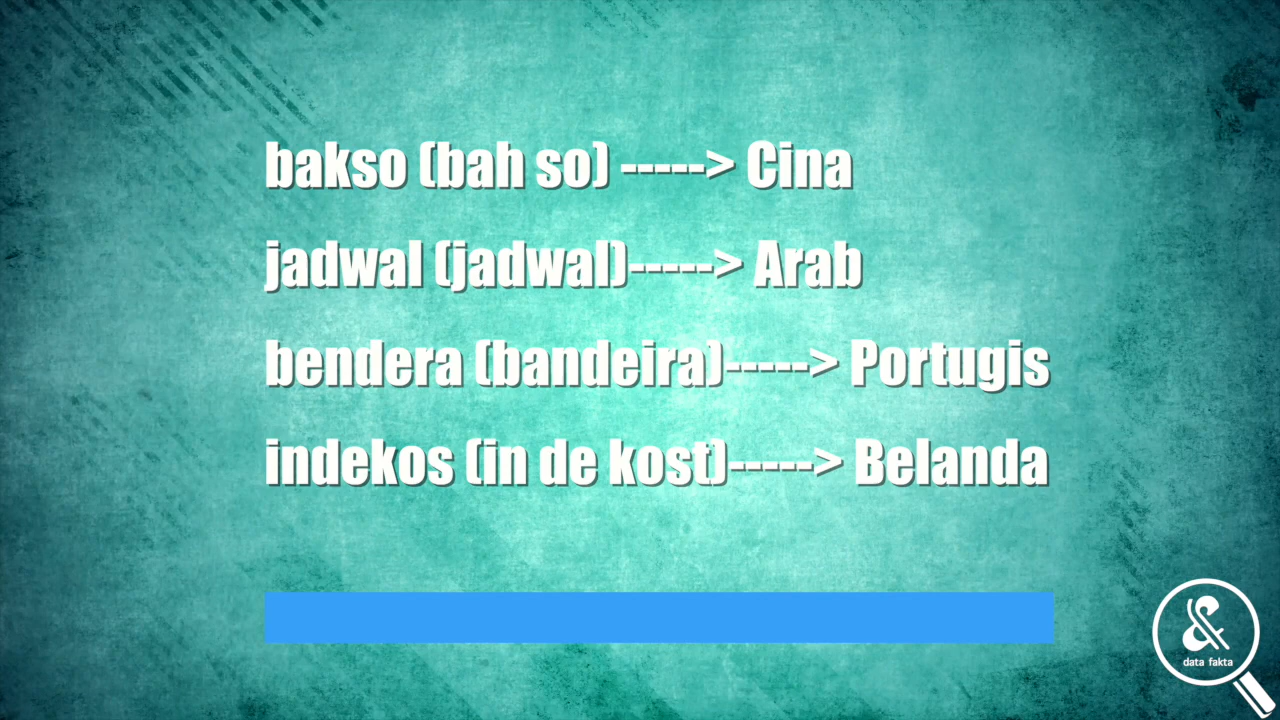 bakso (bah so) -----> Cina
jadwal (jadwal)-----> Arab
bendera (bandeira)-----> Portugis
indekos (in de kost)-----> Belanda
&
data fakta